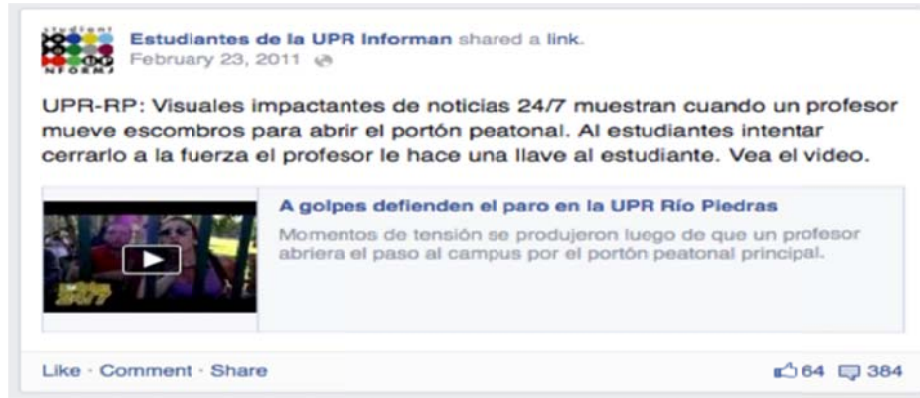 Estudiantes de la UPR Informan shared a link.
February 23, 2011
UPR-RP: Visuales impactantes de noticias 24/7 muestran cuando un profesor
mueve escombros para abrir el portón peatonal. Al estudiantes intentar
cerrarlo a la fuerza el profesor le hace una llave al estudiante. Vea el video.
A golpes defienden el paro en la UPR Río Piedras
Momentos de tensión se produjeron luego de que un profesor
abriera el paso al campus por el portón peatonal principal.
24/7
Like · Comment · Share
64 384